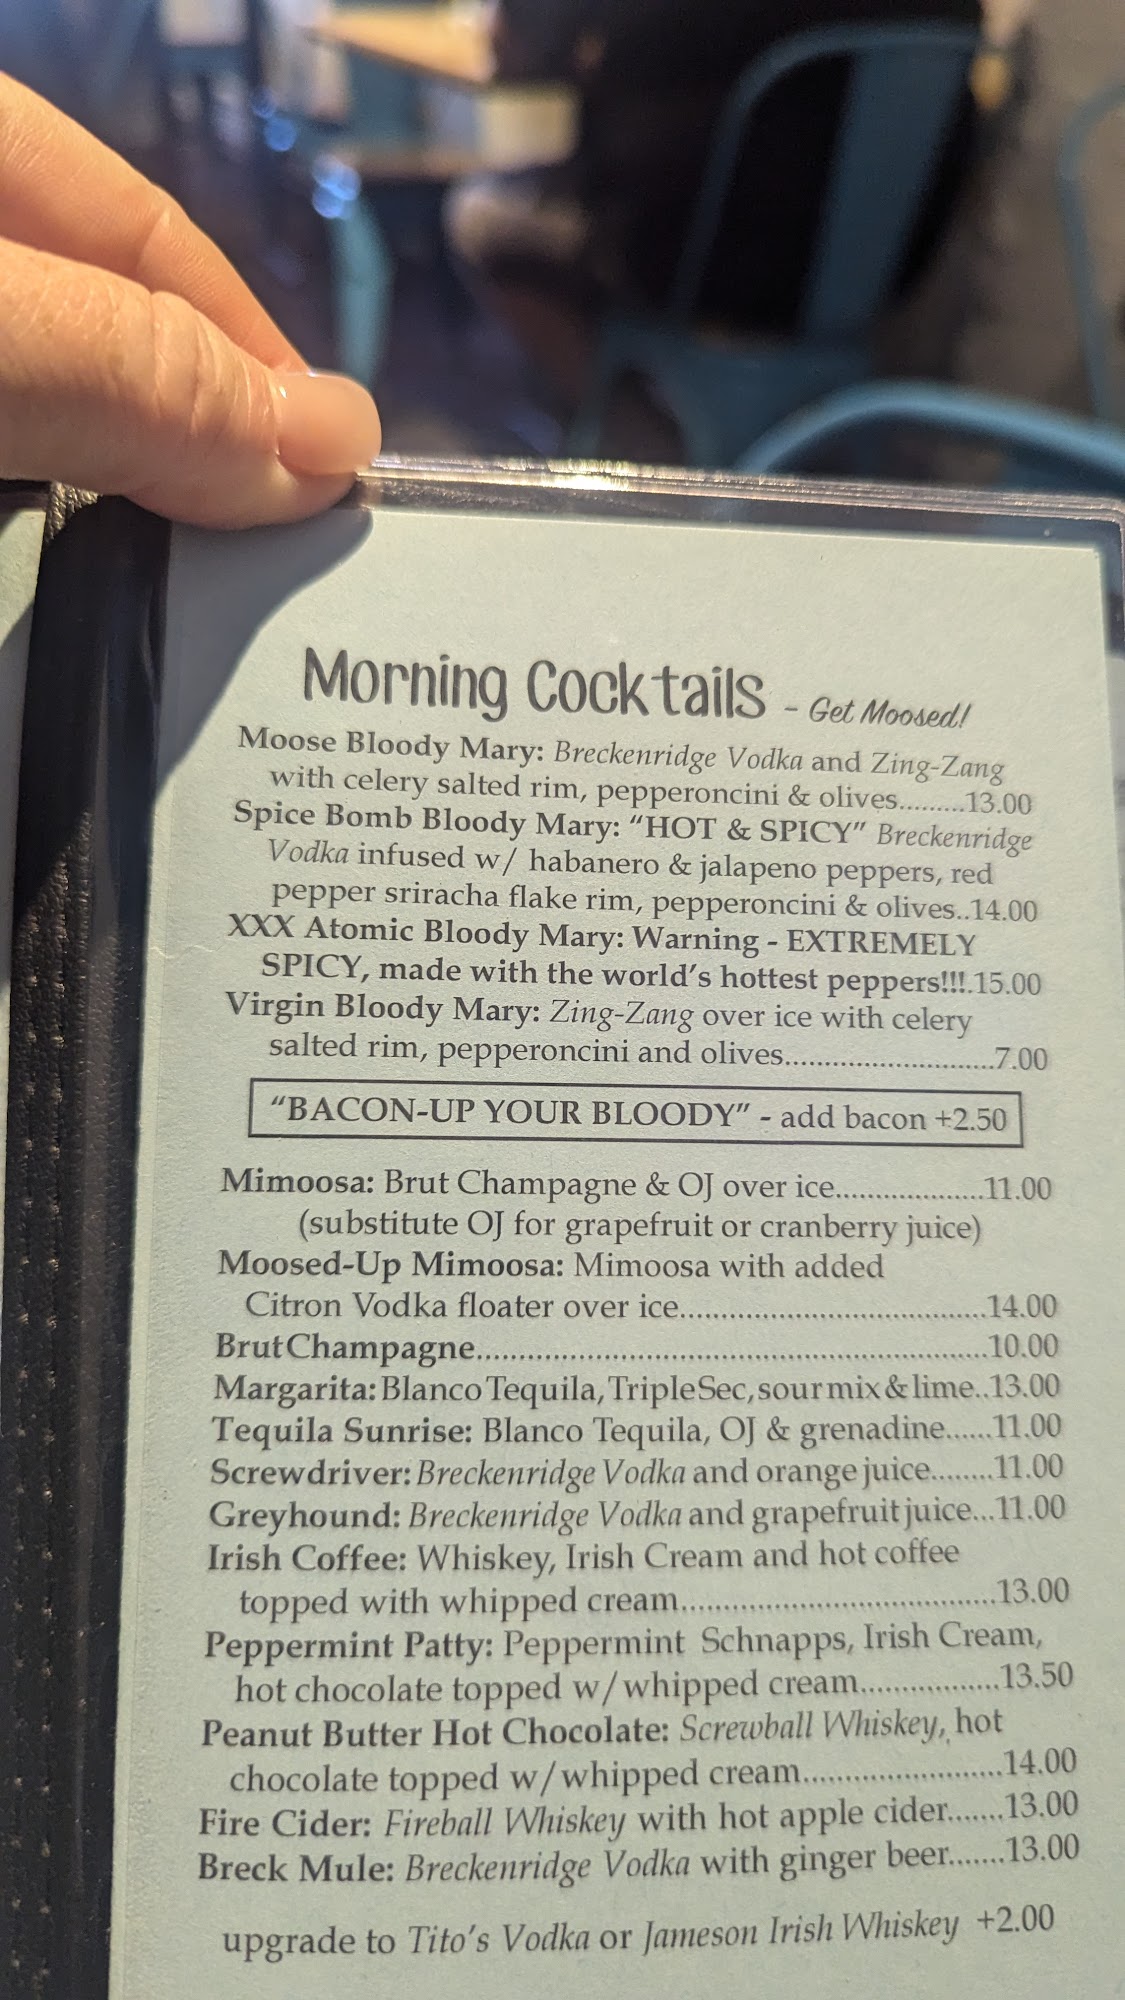 Morning Cocktails - Get Moosed!
Moose Bloody Mary: Breckenridge Vodka and Zing-Zang
with celery salted rim, pepperoncini & olives.........13.00
Spice Bomb Bloody Mary: “HOT & SPICY” Breckenridge
Vodka infused w/ habanero & jalapeno peppers, red
pepper sriracha flake rim, pepperoncini & olives..14.00
XXX Atomic Bloody Mary: Warning - EXTREMELY
SPICY, made with the world’s hottest peppers!!!.15.00
Virgin Bloody Mary: Zing-Zang over ice with celery
salted rim, pepperoncini and olives.........................7.00
“BACON-UP YOUR BLOODY” - add bacon +2.50
Mimoosa: Brut Champagne & OJ over ice..................11.00
(substitute OJ for grapefruit or cranberry juice)
Moosed-Up Mimoosa: Mimoosa with added
Citron Vodka floater over ice.....................................14.00
Brut Champagne.............................................................10.00
Margarita: Blanco Tequila, Triple Sec, sour mix & lime..13.00
Tequila Sunrise: Blanco Tequila, OJ & grenadine......11.00
Screwdriver: Breckenridge Vodka and orange juice........11.00
Greyhound: Breckenridge Vodka and grapefruit juice...11.00
Irish Coffee: Whiskey, Irish Cream and hot coffee
topped with whipped cream......................................13.00
Peppermint Patty: Peppermint Schnapps, Irish Cream,
hot chocolate topped w/whipped cream.................13.50
Peanut Butter Hot Chocolate: Screwball Whiskey, hot
chocolate topped w/whipped cream........................14.00
Fire Cider: Fireball Whiskey with hot apple cider.......13.00
Breck Mule: Breckenridge Vodka with ginger beer.......13.00
upgrade to Tito’s Vodka or Jameson Irish Whiskey +2.00